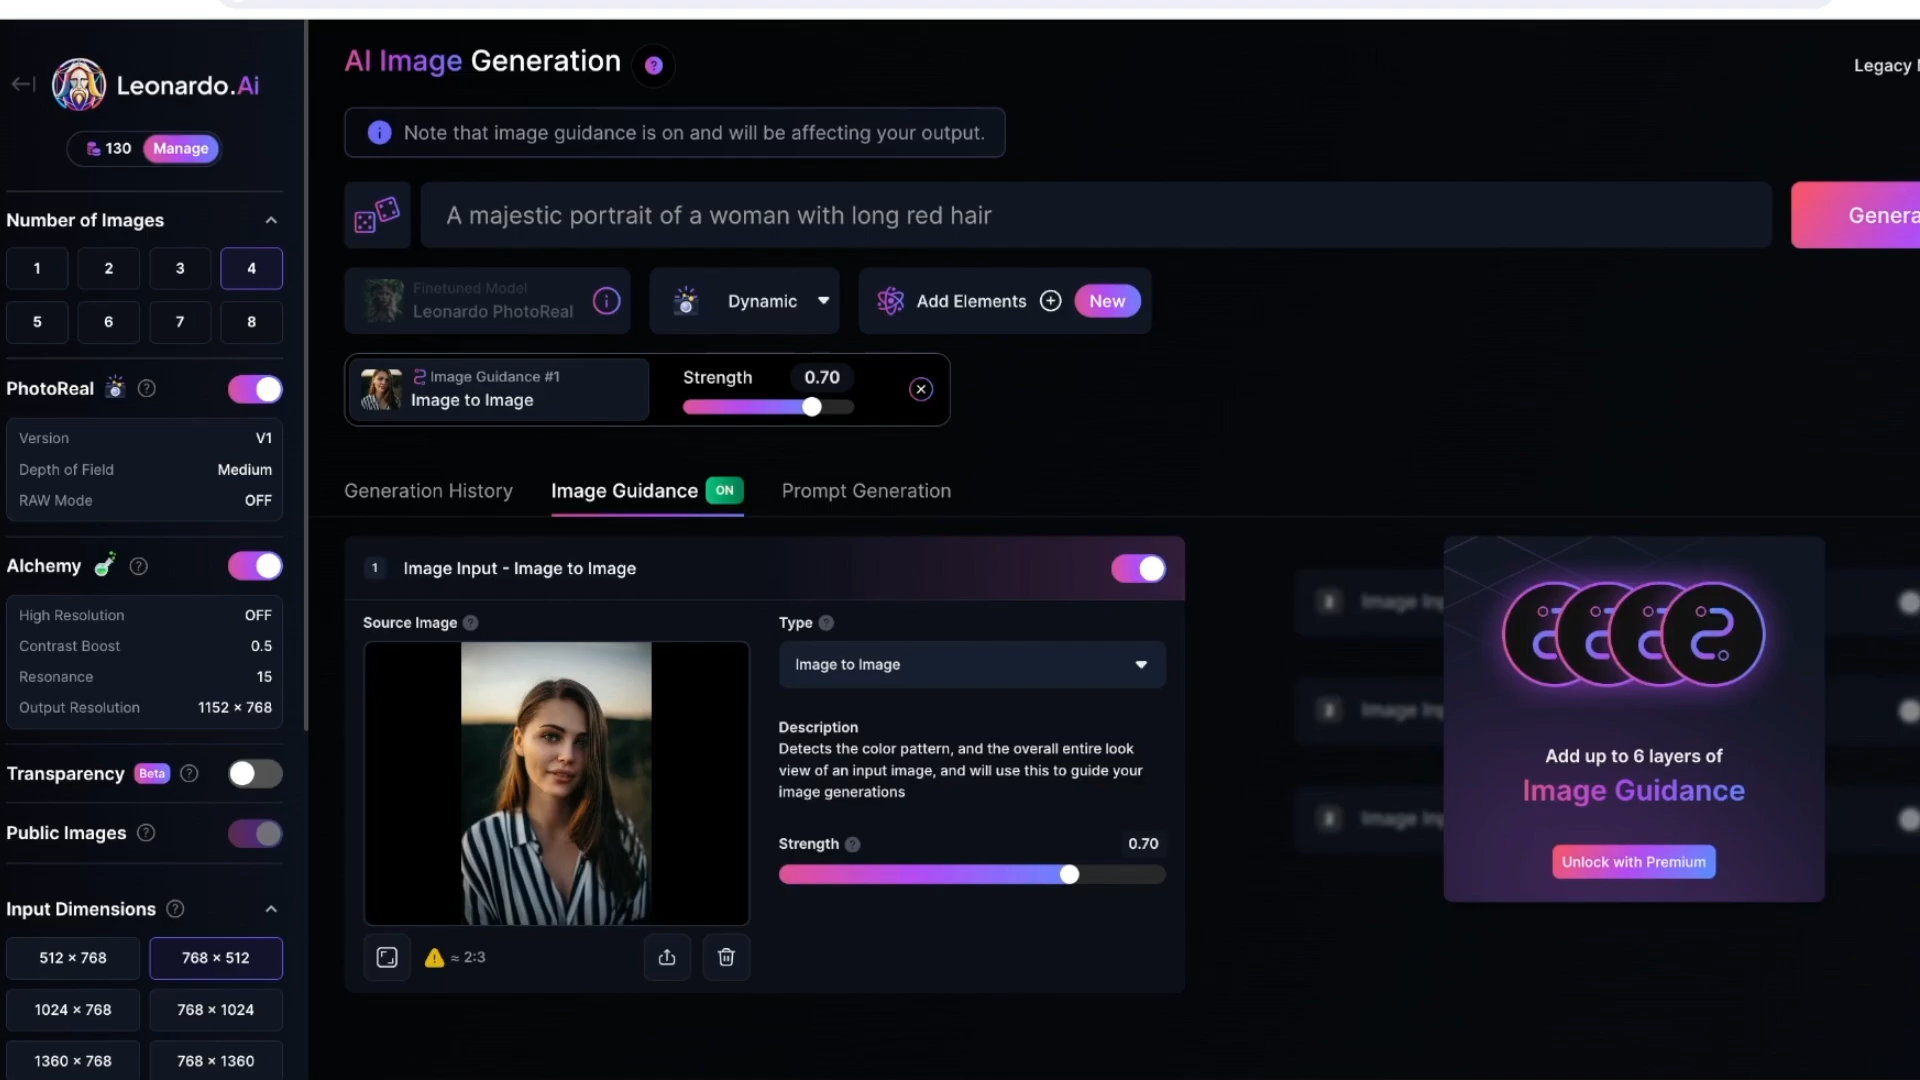 Leonardo.Ai
130 Manage
Number of Images
1 2 3 4
5 6 7 8
PhotoReal
Version V1
Depth of Field Medium
RAW Mode OFF
Alchemy
High Resolution OFF
Contrast Boost 0.5
Resonance 15
Output Resolution 1152 × 768
Transparency Beta
Public Images
Input Dimensions
512 × 768 768 × 512
1024 × 768 768 × 1024
1360 × 768 768 × 1360
AI Image Generation ?
Legacy
Note that image guidance is on and will be affecting your output.
A majestic portrait of a woman with long red hair
Genera
Finetuned Model
Leonardo PhotoReal
Dynamic
Add Elements New
Image Guidance #1
Image to Image
Strength 0.70
Generation History Image Guidance ON Prompt Generation
1 Image Input - Image to Image
Source Image
Type
Image to Image
Description
Detects the color pattern, and the overall entire look
view of an input image, and will use this to guide your
image generations
Strength 0.70
≈ 2:3
Image
Image
Image
Add up to 6 layers of
Image Guidance
Unlock with Premium